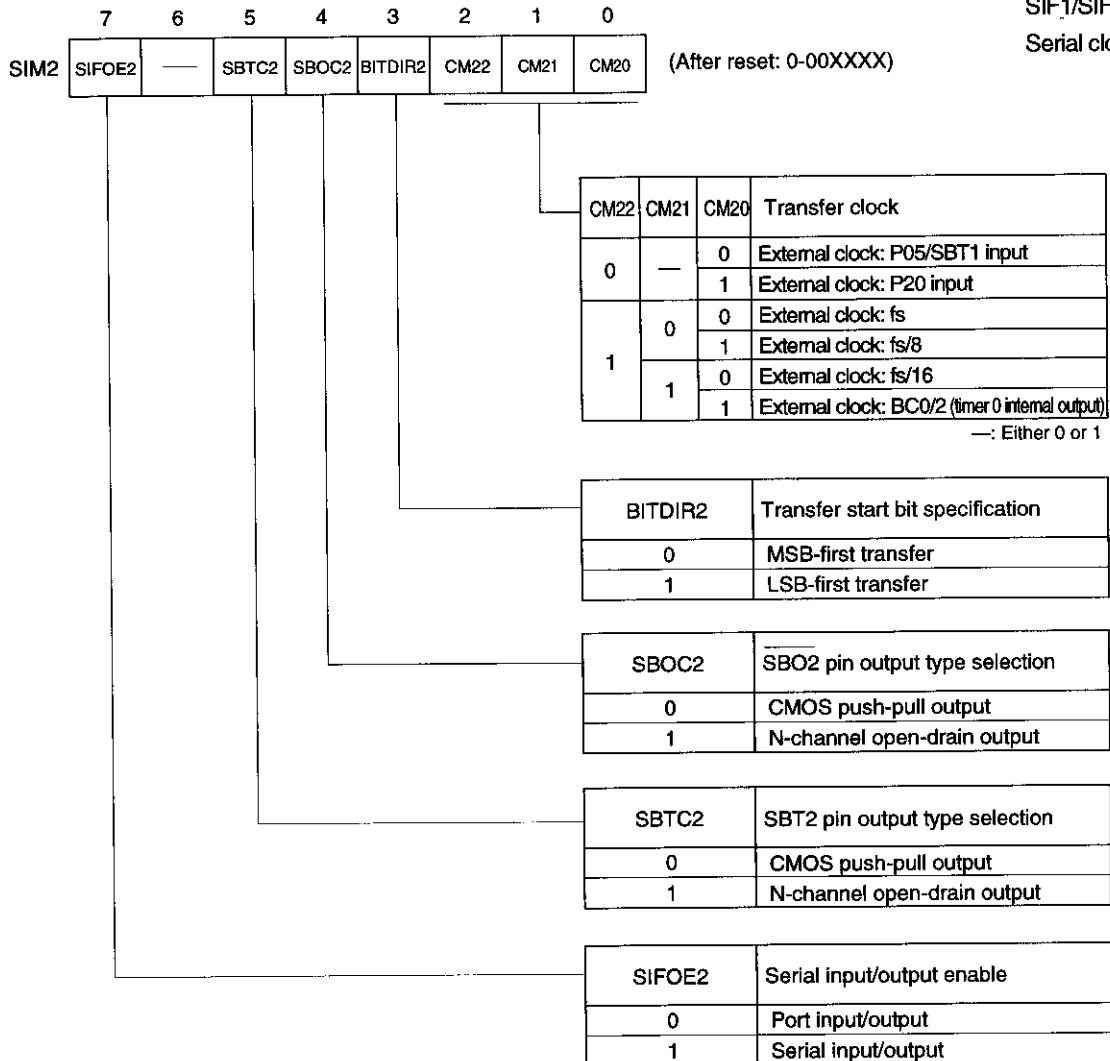 SIF1/SIF
Serial clo
7 6 5 4 3 2 1 0
SIM2 SIFOE2 — SBTC2 SBOC2 BITDIR2 CM22 CM21 CM20 (After reset: 0-00XXXX)
CM22 CM21 CM20 Transfer clock
0 — 0 External clock: P05/SBT1 input
1 External clock: P20 input
1 0 0 External clock: fs
1 External clock: fs/8
1 0 External clock: fs/16
1 External clock: BC0/2 (timer 0 internal output)
—: Either 0 or 1
BITDIR2 Transfer start bit specification
0 MSB-first transfer
1 LSB-first transfer
SBOC2 SBO2 pin output type selection
0 CMOS push-pull output
1 N-channel open-drain output
SBTC2 SBT2 pin output type selection
0 CMOS push-pull output
1 N-channel open-drain output
SIFOE2 Serial input/output enable
0 Port input/output
1 Serial input/output